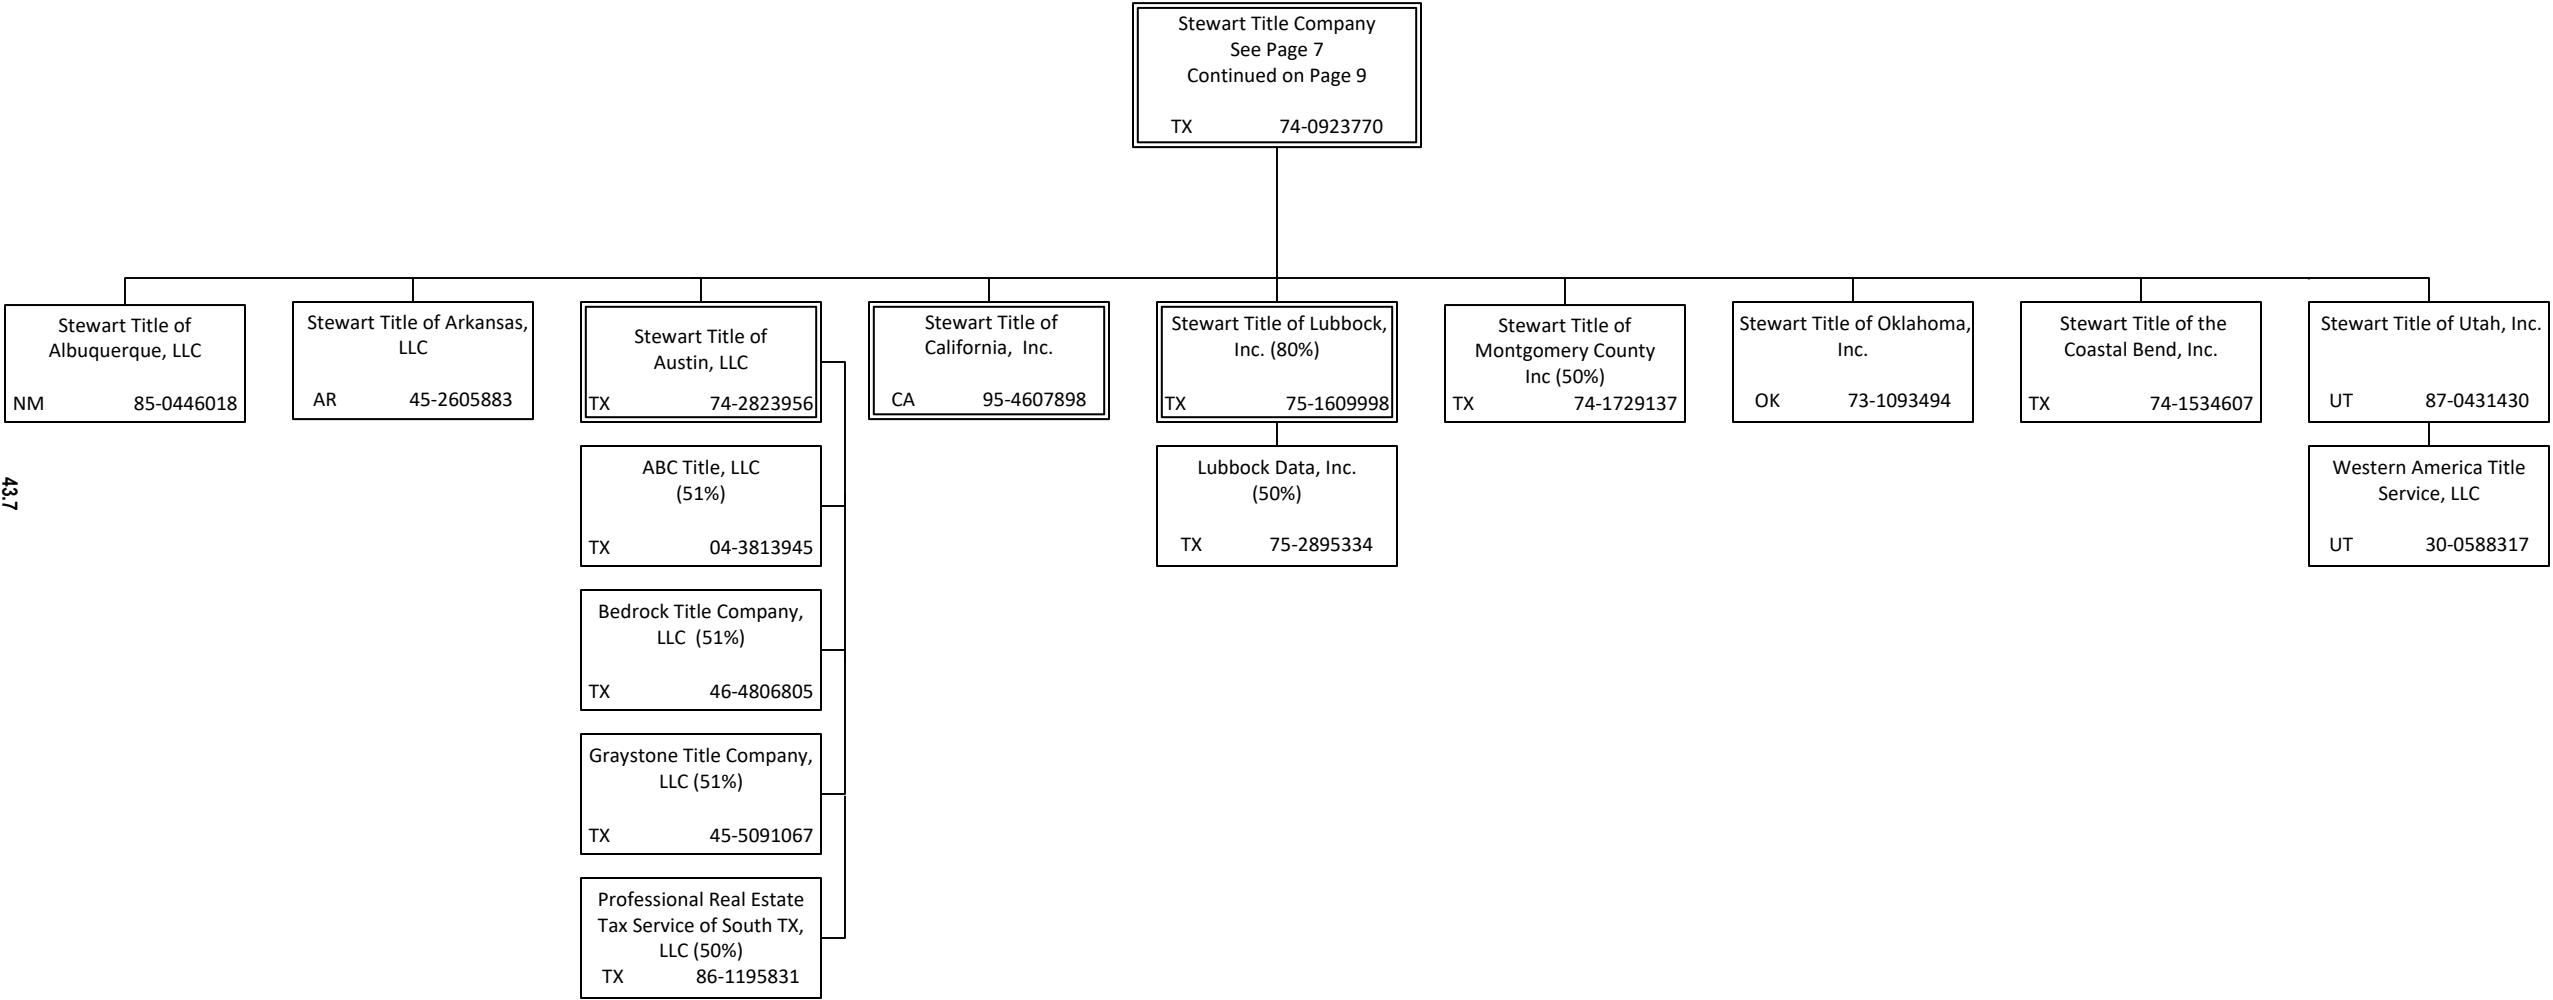 Stewart Title Company
See Page 7
Continued on Page 9
TX 74-0923770
Stewart Title of
Albuquerque, LLC
NM 85-0446018
Stewart Title of Arkansas,
LLC
AR 45-2605883
Stewart Title of
Austin, LLC
TX 74-2823956
Stewart Title of
California, Inc.
CA 95-4607898
Stewart Title of Lubbock,
Inc. (80%)
TX 75-1609998
Stewart Title of
Montgomery County
Inc (50%)
TX 74-1729137
Stewart Title of Oklahoma,
Inc.
OK 73-1093494
Stewart Title of the
Coastal Bend, Inc.
TX 74-1534607
Stewart Title of Utah, Inc.
UT 87-0431430
ABC Title, LLC
(51%)
TX 04-3813945
Lubbock Data, Inc.
(50%)
TX 75-2895334
Western America Title
Service, LLC
UT 30-0588317
Bedrock Title Company,
LLC (51%)
TX 46-4806805
Graystone Title Company,
LLC (51%)
TX 45-5091067
Professional Real Estate
Tax Service of South TX,
LLC (50%)
TX 86-1195831
43.7